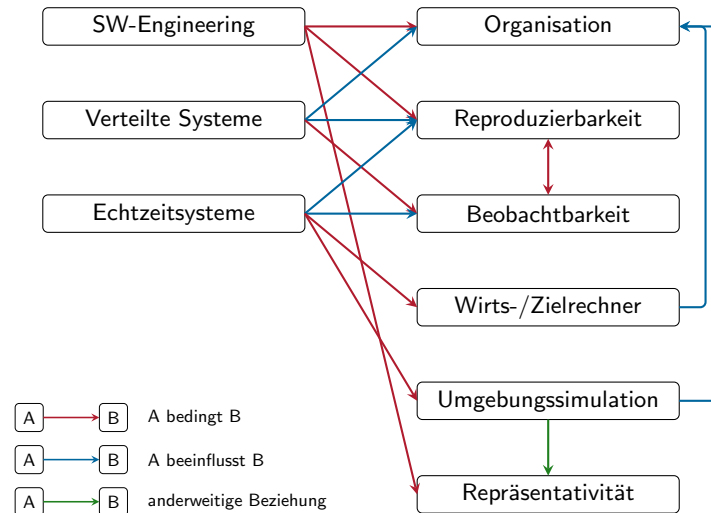 SW-Engineering
Organisation
Verteilte Systeme
Reproduzierbarkeit
Echtzeitsysteme
Beobachtbarkeit
Wirts-/Zielrechner
Umgebungssimulation
Repräsentativität
A B A bedingt B
A B A beeinflusst B
A B anderweitige Beziehung